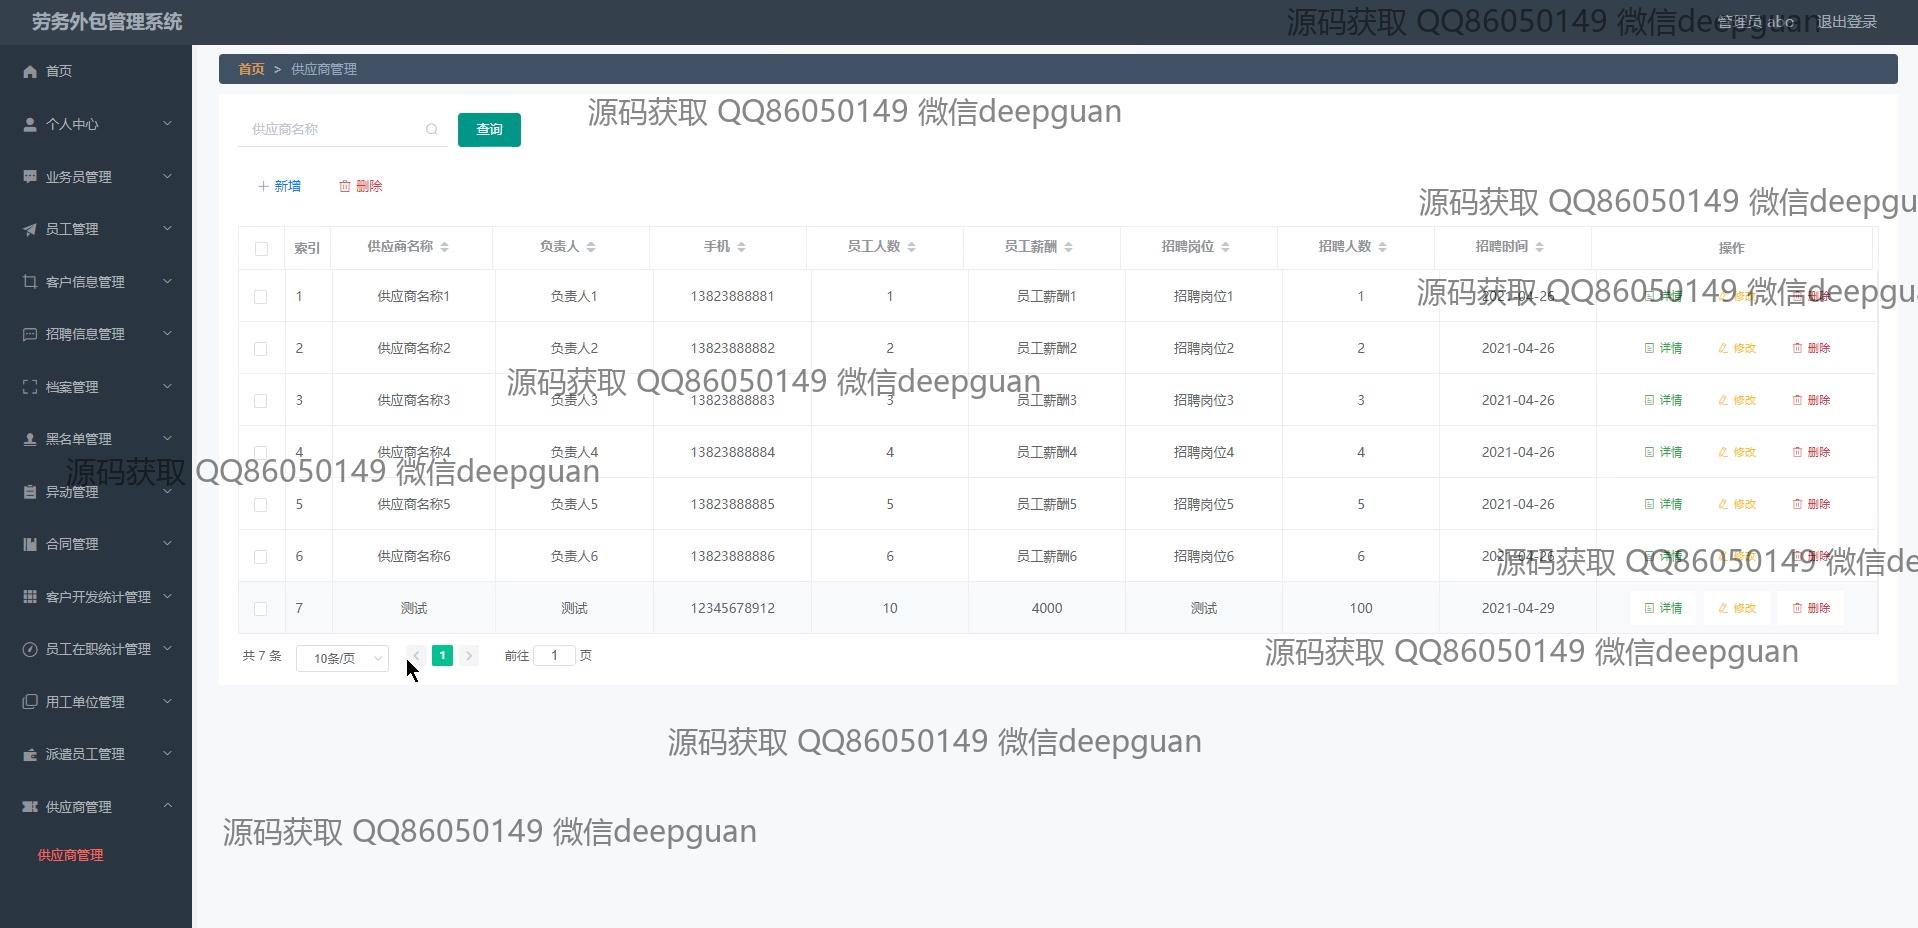 劳务外包管理系统
源码获取 QQ86050149 微信deepguan
管理员 abo 退出登录
首页
个人中心
业务员管理
员工管理
客户信息管理
招聘信息管理
档案管理
黑名单管理
异动管理
合同管理
客户开发统计管理
员工在职统计管理
用工单位管理
派遣员工管理
供应商管理
供应商管理
首页 > 供应商管理
供应商名称 查询
源码获取 QQ86050149 微信deepguan
新增 删除
源码获取 QQ86050149 微信deepgu
索引 供应商名称 负责人 手机 员工人数 员工薪酬 招聘岗位 招聘人数 招聘时间 操作
1 供应商名称1 负责人1 13823888881 1 员工薪酬1 招聘岗位1 1 2021-04-26 详情 修改 删除
源码获取 QQ86050149 微信deepgu
2 供应商名称2 负责人2 13823888882 2 员工薪酬2 招聘岗位2 2 2021-04-26 详情 修改 删除
源码获取 QQ86050149 微信deepguan
3 供应商名称3 负责人3 13823888883 3 员工薪酬3 招聘岗位3 3 2021-04-26 详情 修改 删除
4 供应商名称4 负责人4 13823888884 4 员工薪酬4 招聘岗位4 4 2021-04-26 详情 修改 删除
源码获取 QQ86050149 微信deepguan
5 供应商名称5 负责人5 13823888885 5 员工薪酬5 招聘岗位5 5 2021-04-26 详情 修改 删除
6 供应商名称6 负责人6 13823888886 6 员工薪酬6 招聘岗位6 6 2021-04-26 详情 修改 删除
源码获取 QQ86050149 微信de
7 测试 测试 12345678912 10 4000 测试 100 2021-04-29 详情 修改 删除
共 7 条 10条/页 < 1 > 前往 1 页
源码获取 QQ86050149 微信deepguan
源码获取 QQ86050149 微信deepguan
源码获取 QQ86050149 微信deepguan